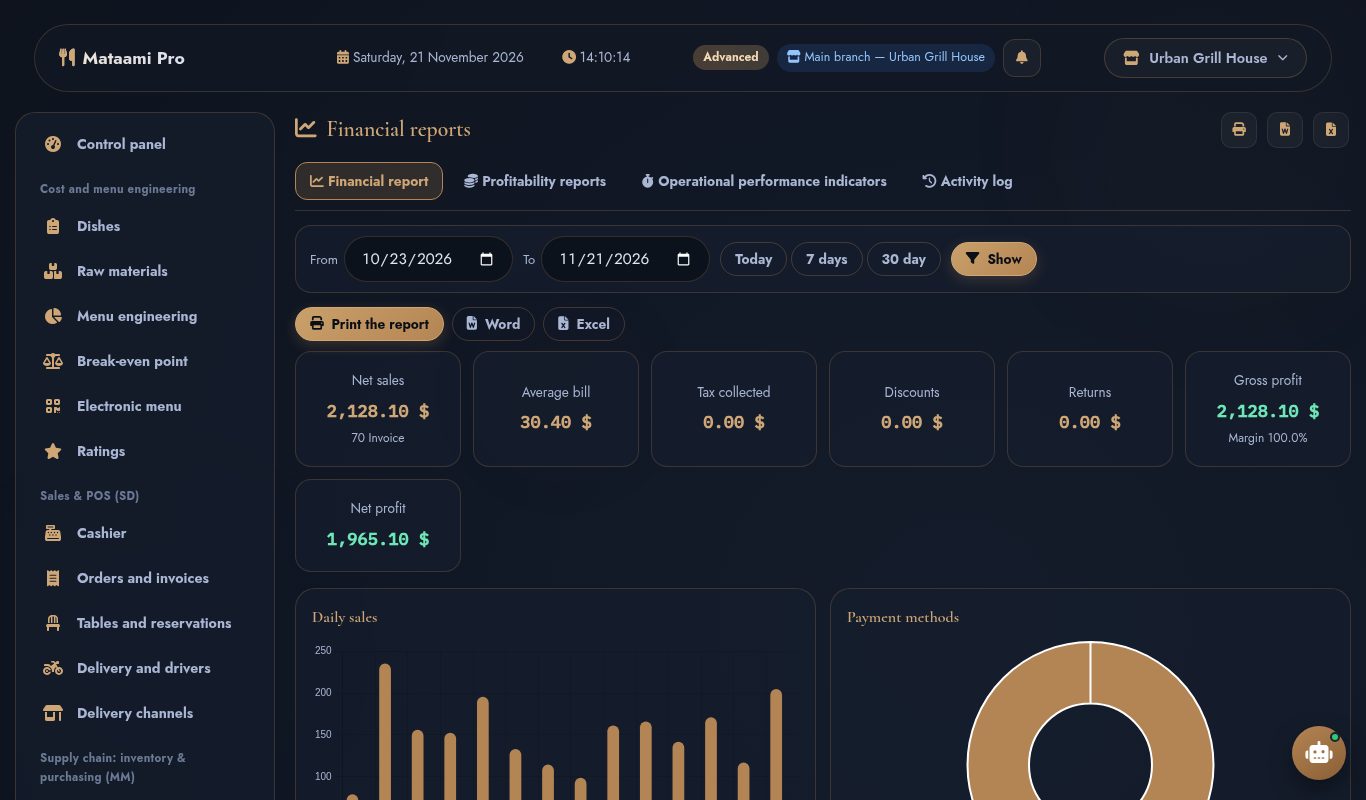 Mataami Pro
Saturday, 21 November 2026
14:10:14
Advanced
Main branch — Urban Grill House
Urban Grill House
Control panel
Cost and menu engineering
Dishes
Raw materials
Menu engineering
Break-even point
Electronic menu
Ratings
Sales & POS (SD)
Cashier
Orders and invoices
Tables and reservations
Delivery and drivers
Delivery channels
Supply chain: inventory &
purchasing (MM)
Financial reports
Financial report
Profitability reports
Operational performance indicators
Activity log
From
10/23/2026
To
11/21/2026
Today
7 days
30 day
Show
Print the report
Word
Excel
Net sales
2,128.10 $
70 Invoice
Average bill
30.40 $
Tax collected
0.00 $
Discounts
0.00 $
Returns
0.00 $
Gross profit
2,128.10 $
Margin 100.0%
Net profit
1,965.10 $
Daily sales
250
200
150
100
Payment methods